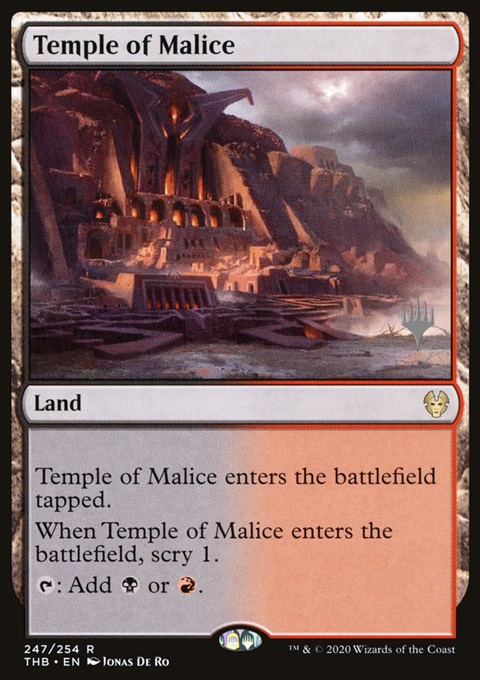 Temple of Malice
Land
Temple of Malice enters the battlefield
tapped.
When Temple of Malice enters the
battlefield, scry 1.
: Add or .
247/254 R
THB • EN Jonas De Ro
™ & © 2020 Wizards of the Coast